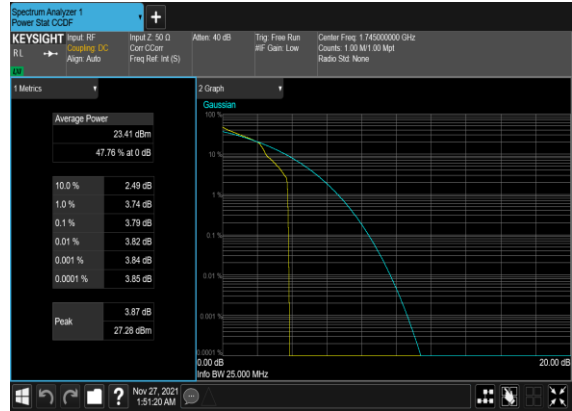 Spectrum Analyzer 1
Power Stat CCDF
KEYSIGHT
RL
Input: RF
Coupling: DC
Align: Auto
Input Z: 50 Ω
Corr CCorr
Freq Ref: Int (S)
Atten: 40 dB
Trig: Free Run
#IF Gain: Low
Center Freq: 1.745000000 GHz
Counts: 1.00 M/1.00 Mpt
Radio Std: None
1 Metrics
Average Power
23.41 dBm
47.76 % at 0 dB
10.0 % 2.49 dB
1.0 % 3.74 dB
0.1 % 3.79 dB
0.01 % 3.82 dB
0.001 % 3.84 dB
0.0001 % 3.85 dB
Peak
3.87 dB
27.28 dBm
2 Graph
Gaussian
100 %
10 %
1 %
0.1 %
0.01 %
0.001 %
0.0001 %
0.00 dB
20.00 dB
Info BW 25.000 MHz
Nov 27, 2021
1:51:20 AM